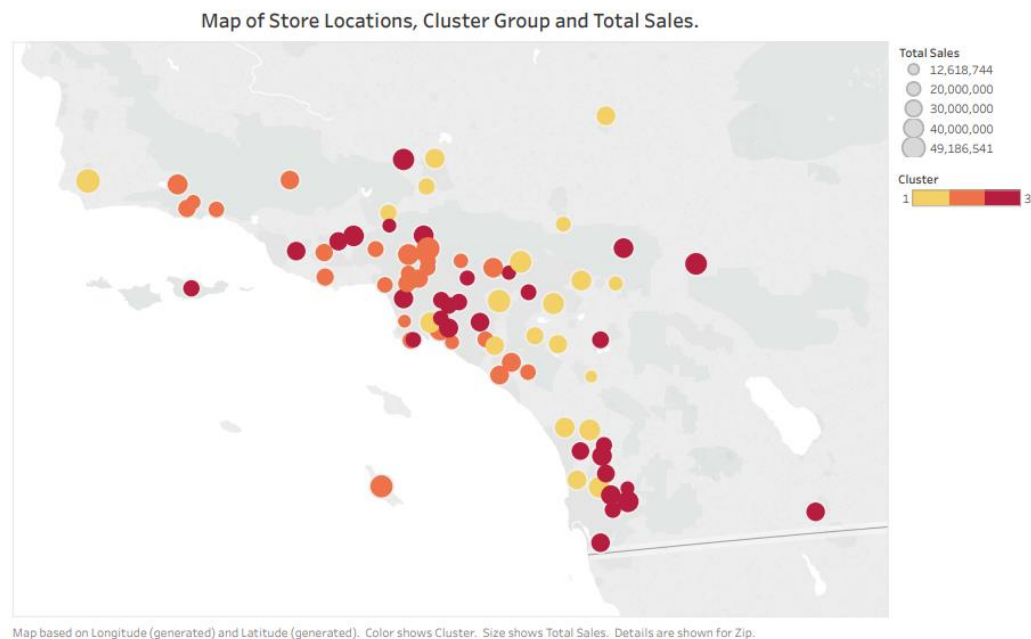 Map of Store Locations, Cluster Group and Total Sales.
Total Sales
12,618,744
20,000,000
30,000,000
40,000,000
49,186,541
Cluster
1 3
Map based on Longitude (generated) and Latitude (generated). Color shows Cluster. Size shows Total Sales. Details are shown for Zip.